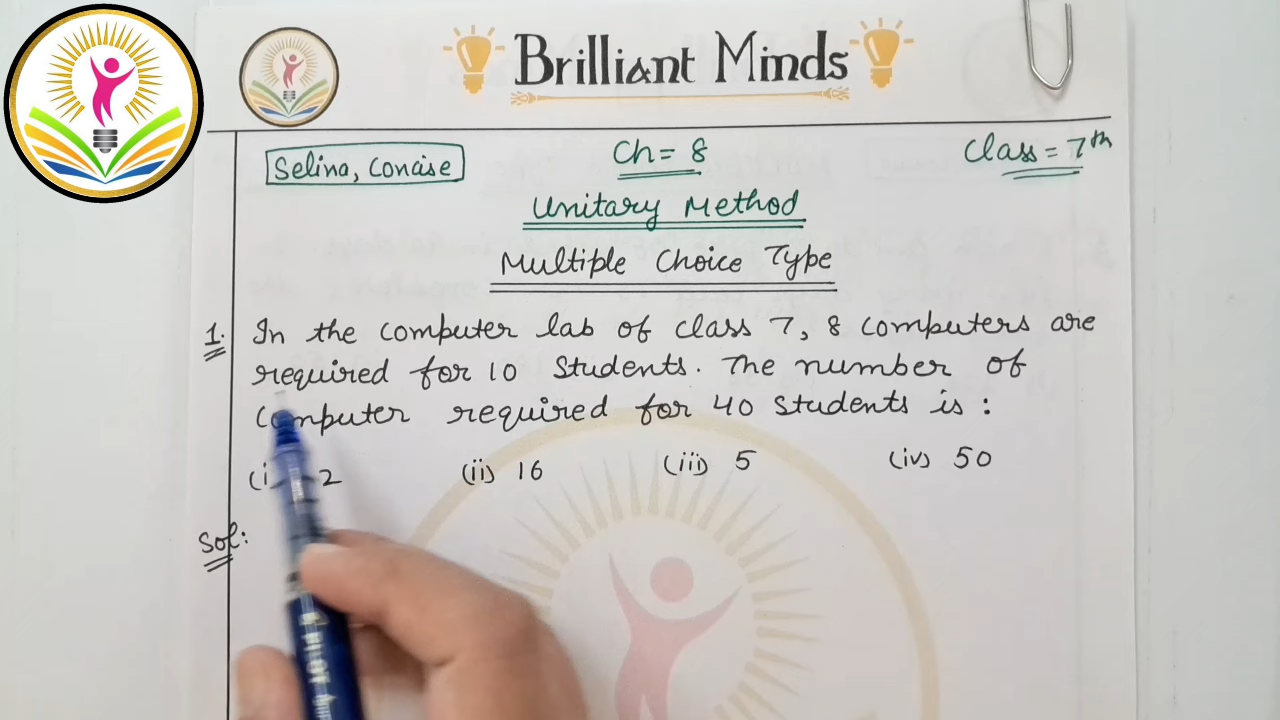 Brilliant Minds
Selina, Concise
Ch = 8
Class = 7th
Unitary Method
Multiple Choice Type
1. In the computer lab of class 7, 8 computers are
required for 10 Students. The number of
computer required for 40 students is :
(i 2 (ii) 16 (iii) 5 (iv) 50
Sol: